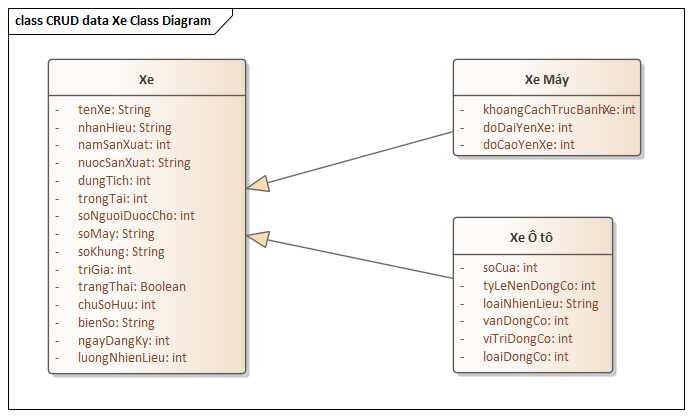 class CRUD data Xe Class Diagram
Xe
- tenXe: String
- nhanHieu: String
- namSanXuat: int
- nuocSanXuat: String
- dungTich: int
- trongTai: int
- soNguoiDuocCho: int
- soMay: String
- soKhung: String
- triGia: int
- trangThai: Boolean
- chuSoHuu: int
- bienSo: String
- ngayDangKy: int
- luongNhienLieu: int
Xe Máy
- khoangCachTrucBanhXe: int
- doDaiYenXe: int
- doCaoYenXe: int
Xe Ô tô
- soCua: int
- tyLeNenDongCo: int
- loaiNhienLieu: String
- vanDongCo: int
- viTriDongCo: int
- loaiDongCo: int